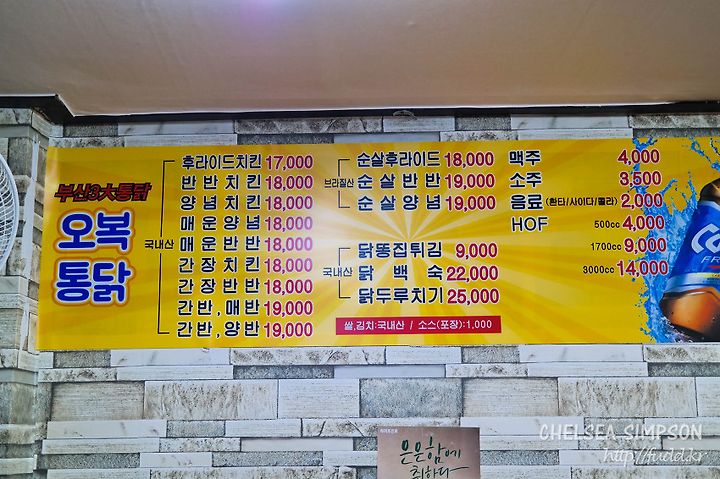 부산3大통닭
오복
통닭
국내산
후라이드치킨 17,000
반반치킨 18,000
양념치킨 18,000
매운양념 18,000
매운반반 18,000
간장치킨 18,000
간장반반 18,000
간반, 매반 19,000
간반, 양반 19,000
브라질산
순살후라이드 18,000
순살반반 19,000
순살양념 19,000
국내산
닭똥집튀김 9,000
닭백숙 22,000
닭두루치기 25,000
쌀,김치:국내산 / 소스(포장):1,000
맥주 4,000
소주 3,500
음료(환타/사이다/콜라) 2,000
HOF 500cc 4,000
1700cc 9,000
3000cc 14,000
은은함에
취하다
CHELSEA SIMPSON
http://fudd.kr